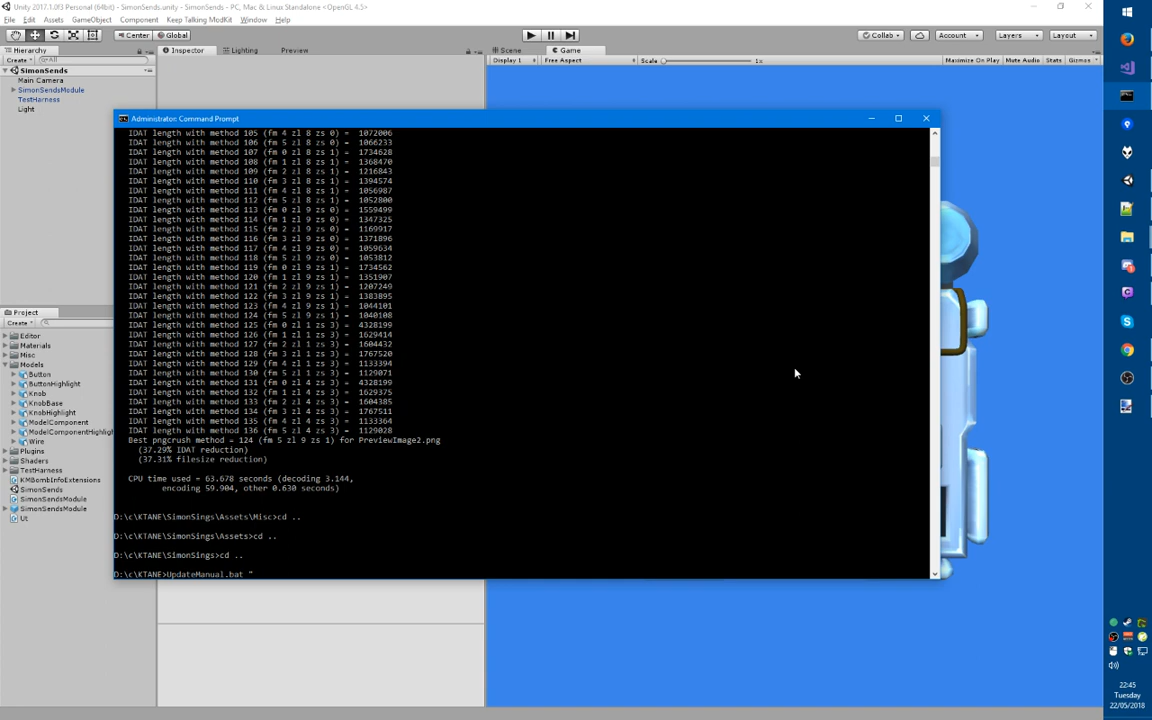 Unity 2017.1.0f3 Personal (64bit) - SimonSends.unity - SimonSends - PC, Mac & Linux Standalone <OpenGL 4.5>
File Edit Assets GameObject Component Keep Talking ModKit Window Help
Center Global Collab Account Layers Layout
Hierarchy Inspector Lighting Preview Scene Game
Create All Display 1 Free Aspect Scale 1x Maximize On Play Mute Audio Stats Gizmos
SimonSends
Main Camera
SimonSendsModule
TestHarness
Light
Administrator: Command Prompt
IDAT length with method 105 (fm 4 zl 8 zs 0) = 1072006
IDAT length with method 106 (fm 5 zl 8 zs 0) = 1066233
IDAT length with method 107 (fm 0 zl 8 zs 1) = 1734628
IDAT length with method 108 (fm 1 zl 8 zs 1) = 1368470
IDAT length with method 109 (fm 2 zl 8 zs 1) = 1216843
IDAT length with method 110 (fm 3 zl 8 zs 1) = 1394574
IDAT length with method 111 (fm 4 zl 8 zs 1) = 1056987
IDAT length with method 112 (fm 5 zl 8 zs 1) = 1052800
IDAT length with method 113 (fm 0 zl 9 zs 0) = 1559499
IDAT length with method 114 (fm 1 zl 9 zs 0) = 1347325
IDAT length with method 115 (fm 2 zl 9 zs 0) = 1169917
IDAT length with method 116 (fm 3 zl 9 zs 0) = 1371896
IDAT length with method 117 (fm 4 zl 9 zs 0) = 1059634
IDAT length with method 118 (fm 5 zl 9 zs 0) = 1053812
IDAT length with method 119 (fm 0 zl 9 zs 1) = 1734562
IDAT length with method 120 (fm 1 zl 9 zs 1) = 1351907
IDAT length with method 121 (fm 2 zl 9 zs 1) = 1207249
IDAT length with method 122 (fm 3 zl 9 zs 1) = 1383895
IDAT length with method 123 (fm 4 zl 9 zs 1) = 1044101
IDAT length with method 124 (fm 5 zl 9 zs 1) = 1040108
IDAT length with method 125 (fm 0 zl 1 zs 3) = 4328199
IDAT length with method 126 (fm 1 zl 1 zs 3) = 1629414
IDAT length with method 127 (fm 2 zl 1 zs 3) = 1604432
IDAT length with method 128 (fm 3 zl 1 zs 3) = 1767520
IDAT length with method 129 (fm 4 zl 1 zs 3) = 1133394
IDAT length with method 130 (fm 5 zl 1 zs 3) = 1129071
IDAT length with method 131 (fm 0 zl 4 zs 3) = 4328199
IDAT length with method 132 (fm 1 zl 4 zs 3) = 1629375
IDAT length with method 133 (fm 2 zl 4 zs 3) = 1604385
IDAT length with method 134 (fm 3 zl 4 zs 3) = 1767511
IDAT length with method 135 (fm 4 zl 4 zs 3) = 1133364
IDAT length with method 136 (fm 5 zl 4 zs 3) = 1129028
Best pngcrush method = 124 (fm 5 zl 9 zs 1) for PreviewImage2.png
(37.29% IDAT reduction)
(37.31% filesize reduction)
CPU time used = 63.678 seconds (decoding 3.144,
encoding 59.904, other 0.630 seconds)
D:\c\KTANE\SimonSings\Assets\Misc>cd ..
D:\c\KTANE\SimonSings\Assets>cd ..
D:\c\KTANE\SimonSings>cd ..
D:\c\KTANE>UpdateManual.bat "
Project
Create
Editor
Materials
Misc
Models
Button
ButtonHighlight
Knob
KnobBase
KnobHighlight
ModelComponent
ModelComponentHighligh
Wire
Plugins
Shaders
TestHarness
KMBombInfoExtensions
SimonSends
SimonSendsModule
SimonSendsModule
Ut
22:45
Tuesday
22/05/2018